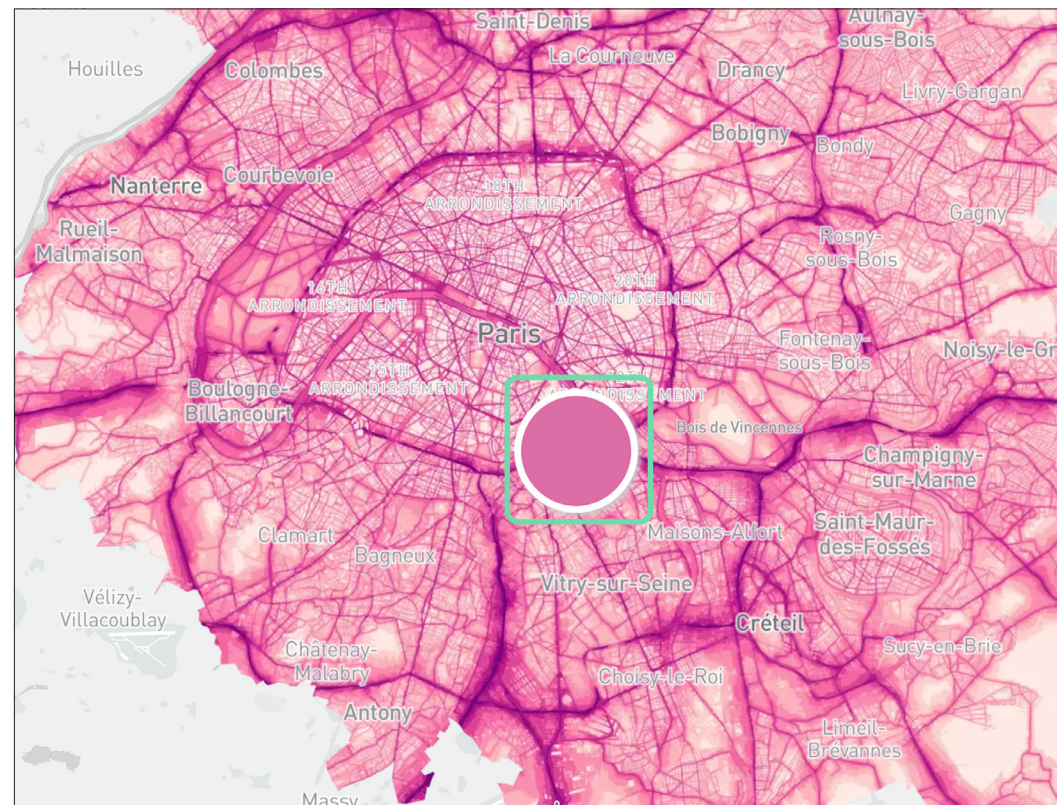 Saint-Denis
Aulnay-
sous-Bois
La Courneuve
Houilles
Colombes
Drancy
Livry-Gargan
Bobigny
Bondy
Nanterre
Courbevoie
18TH
ARRONDISSEMENT
Gagny
Rueil-
Malmaison
Rosny-
sous-Bois
16TH
ARRONDISSEMENT
20TH
ARRONDISSEMENT
Paris
Fontenay-
sous-Bois
Noisy-le-Gr
15TH
ARRONDISSEMENT
12TH
ARRONDISSEMENT
Boulogne-
Billancourt
Bois de Vincennes
Champigny-
sur-Marne
Clamart
Bagneux
Maisons-Alfort
Saint-Maur-
des-Fossés
Vitry-sur-Seine
Vélizy-
Villacoublay
Créteil
Châtenay-
Malabry
Sucy-en-Brie
Choisy-le-Roi
Antony
Limeil-
Brévannes
Massy